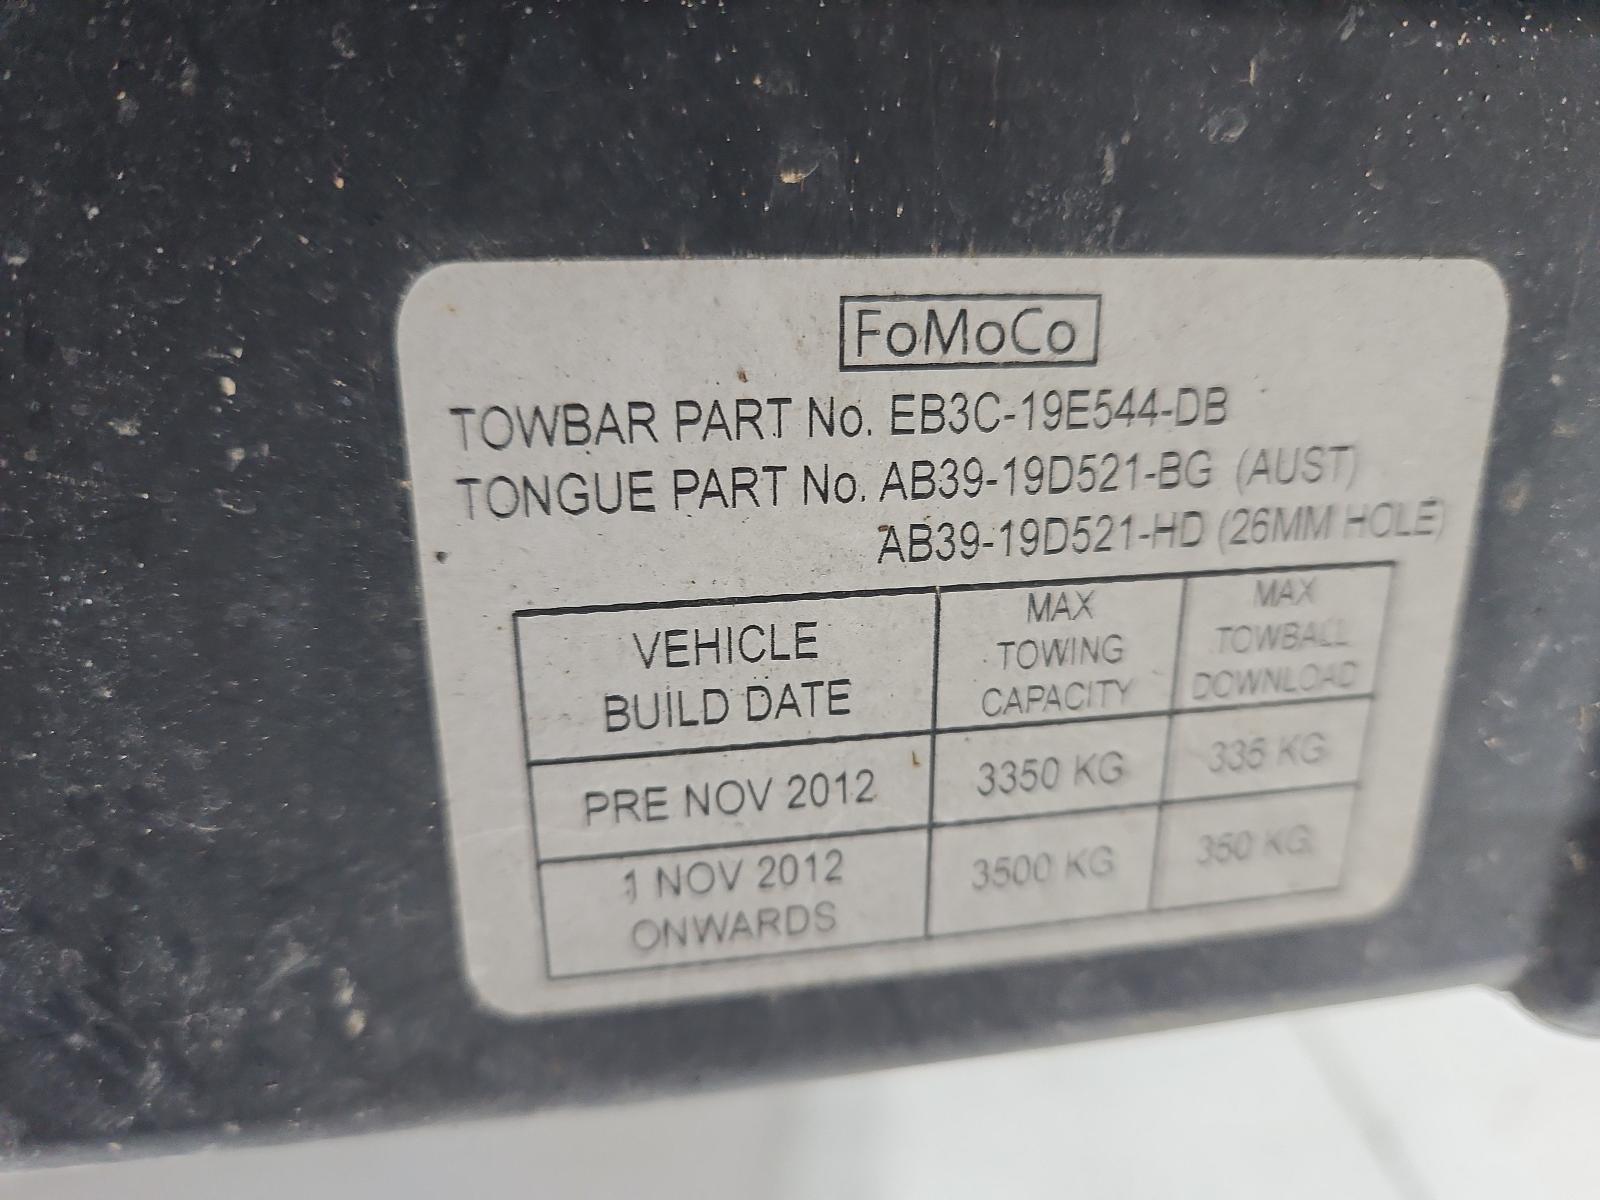 FoMoCo
TOWBAR PART No. EB3C-19E544-DB
TONGUE PART No. AB39-19D521-BG (AUST)
AB39-19D521-HD (26MM HOLE)
VEHICLE
BUILD DATE
MAX
TOWING
CAPACITY
MAX
TOWBALL
DOWNLOAD
PRE NOV 2012
3350 KG
335 KG
1 NOV 2012
ONWARDS
3500 KG
350 KG